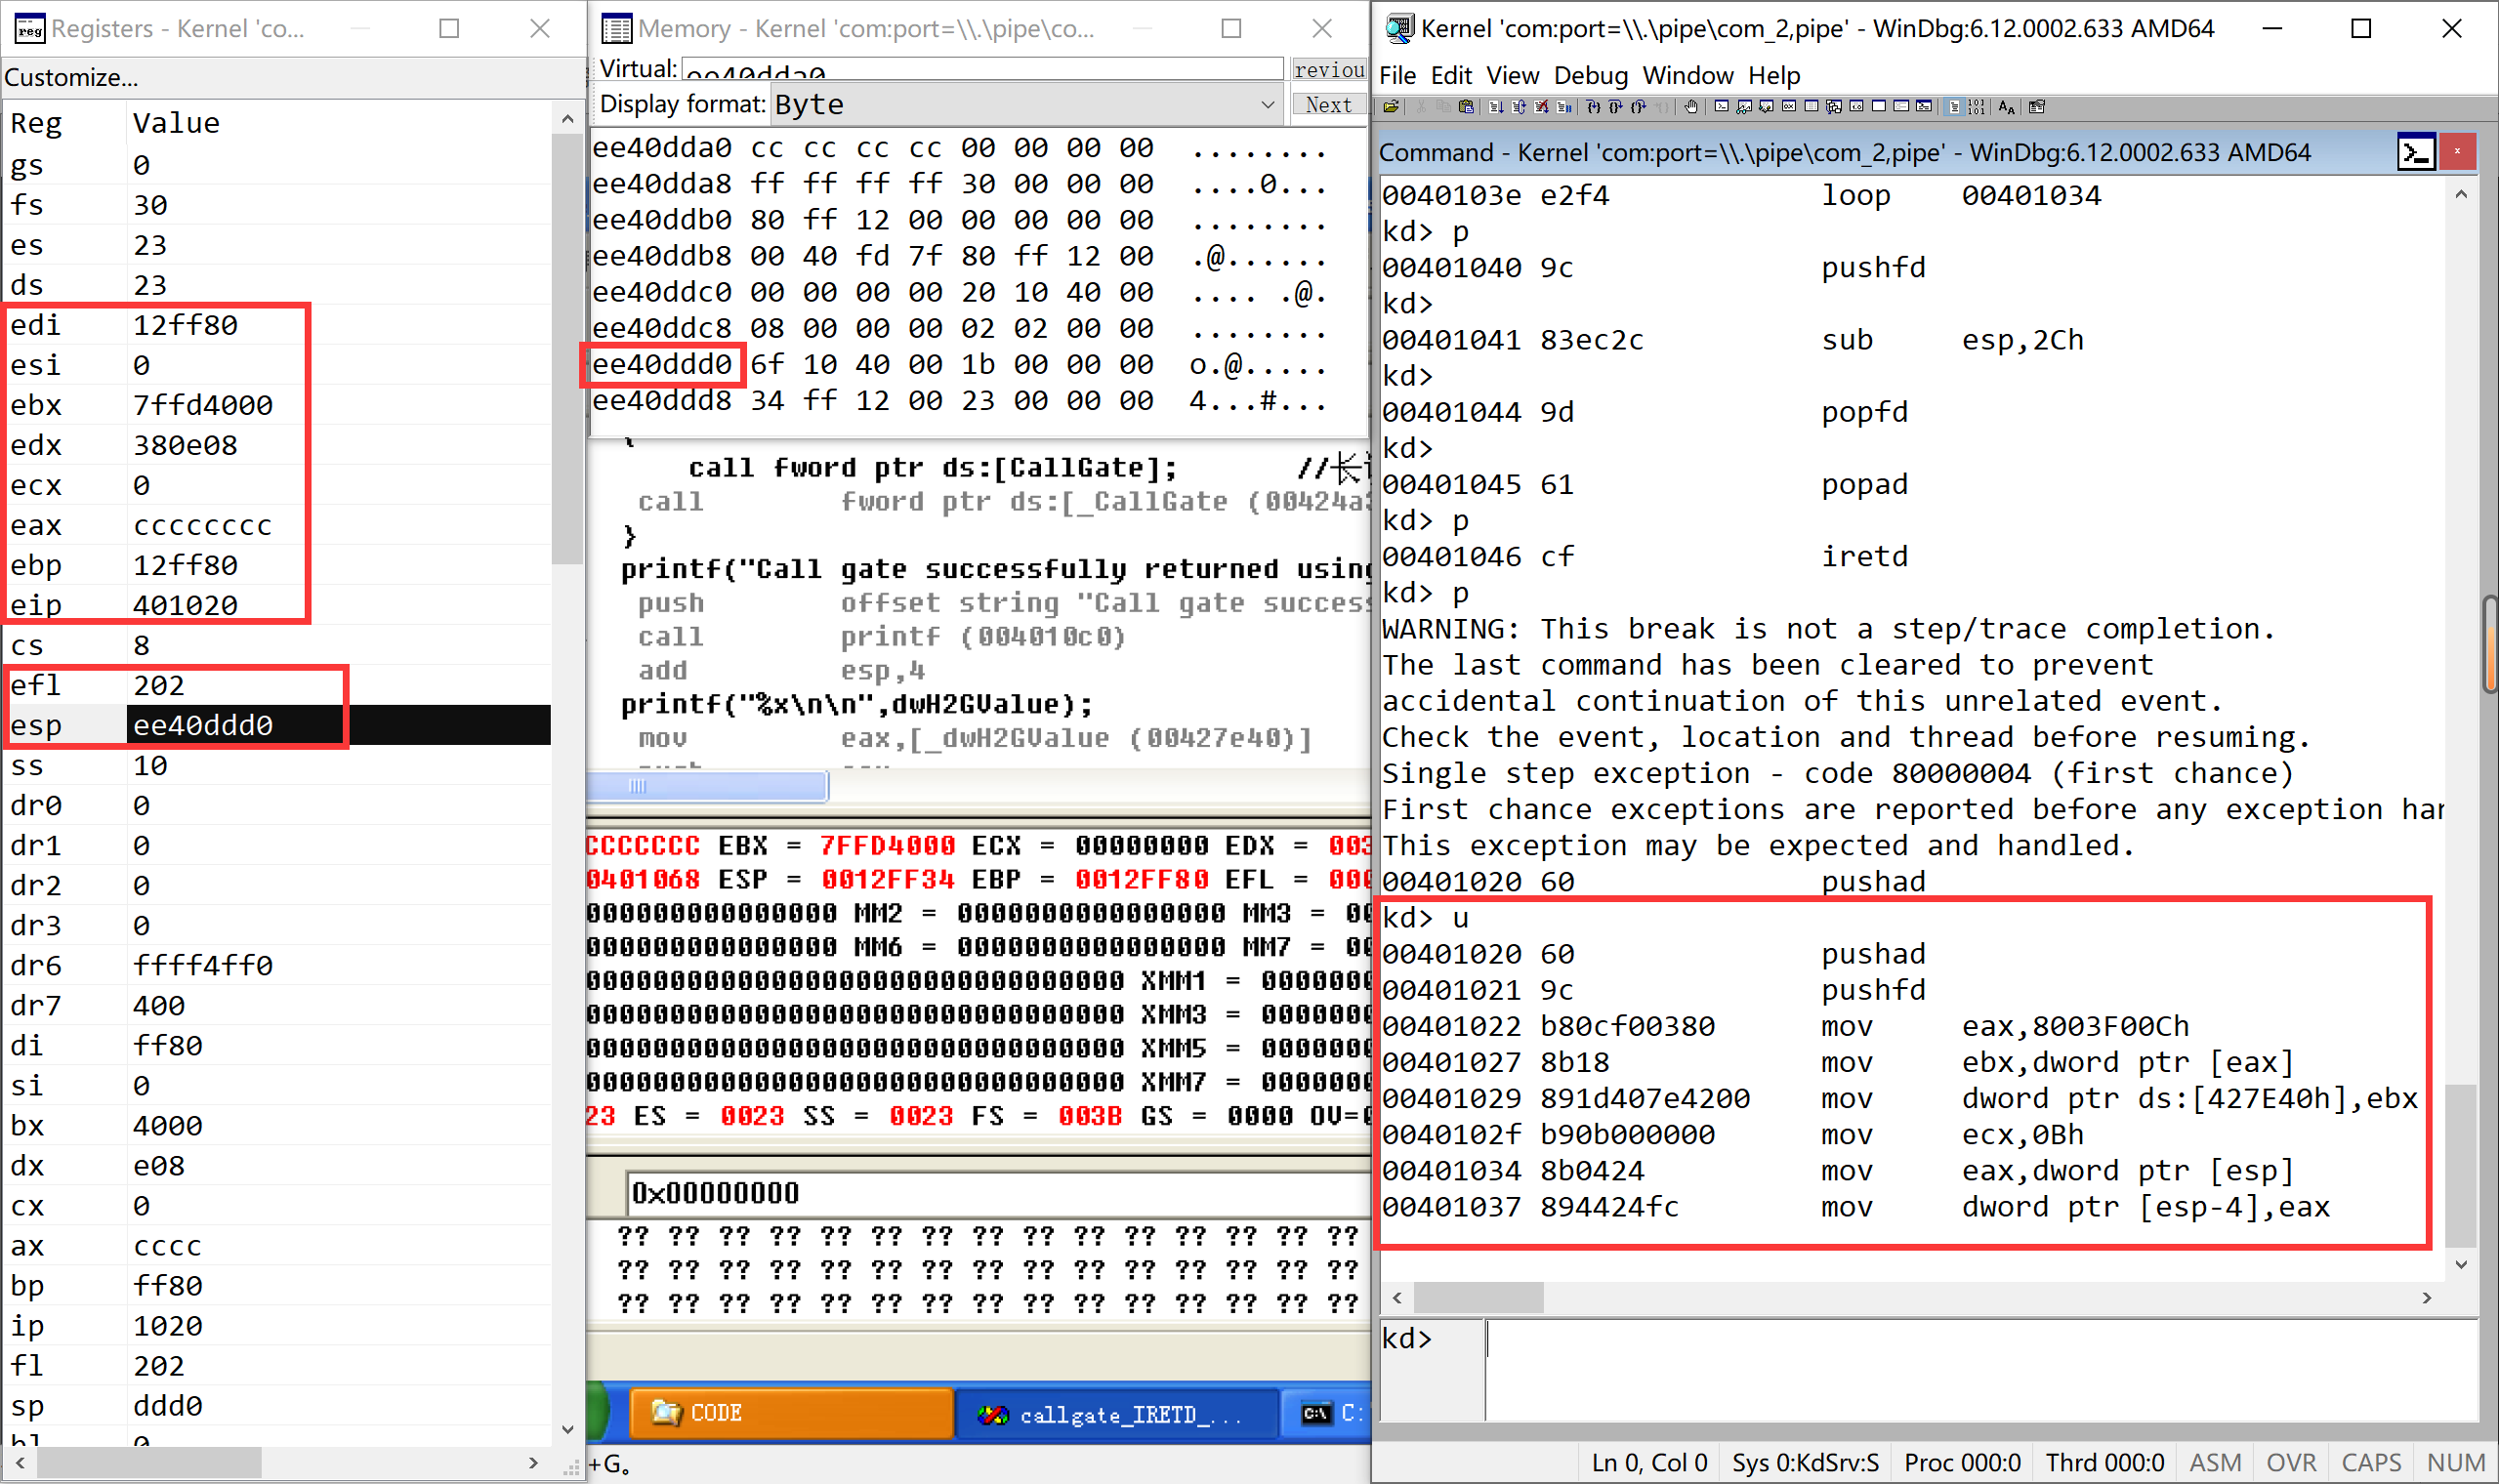 Registers - Kernel 'co...
Customize...
Reg Value
gs 0
fs 30
es 23
ds 23
edi 12ff80
esi 0
ebx 7ffd4000
edx 380e08
ecx 0
eax cccccccc
ebp 12ff80
eip 401020
cs 8
efl 202
esp ee40ddd0
ss 10
dr0 0
dr1 0
dr2 0
dr3 0
dr6 ffff4ff0
dr7 400
di ff80
si 0
bx 4000
dx e08
cx 0
ax cccc
bp ff80
ip 1020
fl 202
sp ddd0
bl 0
Memory - Kernel 'com:port=\\.\pipe\co...
Virtual: ee40dda0 reviou
Display format: Byte Next
ee40dda0 cc cc cc cc 00 00 00 00 ........
ee40dda8 ff ff ff ff 30 00 00 00 ....0...
ee40ddb0 80 ff 12 00 00 00 00 00 ........
ee40ddb8 00 40 fd 7f 80 ff 12 00 .@......
ee40ddc0 00 00 00 00 20 10 40 00 .... .@.
ee40ddc8 08 00 00 00 02 02 00 00 ........
ee40ddd0 6f 10 40 00 1b 00 00 00 o.@.....
ee40ddd8 34 ff 12 00 23 00 00 00 4...#...
{
call fword ptr ds:[CallGate]; //长
call fword ptr ds:[_CallGate (00424a3
}
printf("Call gate successfully returned using
push offset string "Call gate success
call printf (004010c0)
add esp,4
printf("%x\n\n",dwH2GValue);
mov eax,[_dwH2GValue (00427e40)]
CCCCCCC EBX = 7FFD4000 ECX = 00000000 EDX = 003
0401068 ESP = 0012FF34 EBP = 0012FF80 EFL = 000
000000000000000 MM2 = 0000000000000000 MM3 = 00
000000000000000 MM6 = 0000000000000000 MM7 = 00
00000000000000000000000000000000 XMM1 = 0000000
00000000000000000000000000000000 XMM3 = 0000000
00000000000000000000000000000000 XMM5 = 0000000
00000000000000000000000000000000 XMM7 = 0000000
23 ES = 0023 SS = 0023 FS = 003B GS = 0000 OV=0
0x00000000
?? ?? ?? ?? ?? ?? ?? ?? ?? ?? ?? ?? ?? ?? ??
?? ?? ?? ?? ?? ?? ?? ?? ?? ?? ?? ?? ?? ?? ??
?? ?? ?? ?? ?? ?? ?? ?? ?? ?? ?? ?? ?? ?? ??
CODE callgate_IRETD_... C:
+G。
Kernel 'com:port=\\.\pipe\com_2,pipe' - WinDbg:6.12.0002.633 AMD64
File Edit View Debug Window Help
Command - Kernel 'com:port=\\.\pipe\com_2,pipe' - WinDbg:6.12.0002.633 AMD64
0040103e e2f4 loop 00401034
kd> p
00401040 9c pushfd
kd>
00401041 83ec2c sub esp,2Ch
kd>
00401044 9d popfd
kd>
00401045 61 popad
kd> p
00401046 cf iretd
kd> p
WARNING: This break is not a step/trace completion.
The last command has been cleared to prevent
accidental continuation of this unrelated event.
Check the event, location and thread before resuming.
Single step exception - code 80000004 (first chance)
First chance exceptions are reported before any exception han
This exception may be expected and handled.
00401020 60 pushad
kd> u
00401020 60 pushad
00401021 9c pushfd
00401022 b80cf00380 mov eax,8003F00Ch
00401027 8b18 mov ebx,dword ptr [eax]
00401029 891d407e4200 mov dword ptr ds:[427E40h],ebx
0040102f b90b000000 mov ecx,0Bh
00401034 8b0424 mov eax,dword ptr [esp]
00401037 894424fc mov dword ptr [esp-4],eax
kd>
Ln 0, Col 0 Sys 0:KdSrv:S Proc 000:0 Thrd 000:0 ASM OVR CAPS NUM